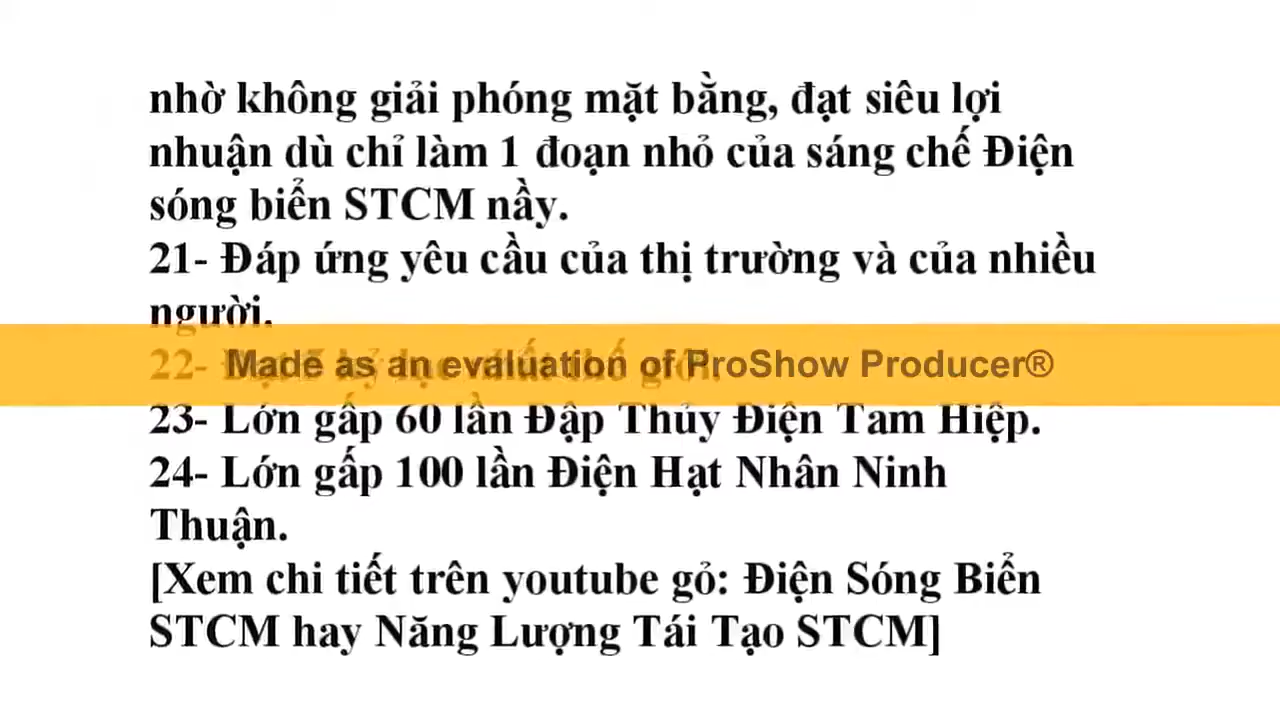 nhờ không giải phóng mặt bằng, đạt siêu lợi
nhuận dù chỉ làm 1 đoạn nhỏ của sáng chế Điện
sóng biển STCM nầy.
21- Đáp ứng yêu cầu của thị trường và của nhiều
người.
22- nhất thế giới.
Made as an evaluation of ProShow Producer®
23- Lớn gấp 60 lần Đập Thủy Điện Tam Hiệp.
24- Lớn gấp 100 lần Điện Hạt Nhân Ninh
Thuận.
[Xem chi tiết trên youtube gỏ: Điện Sóng Biển
STCM hay Năng Lượng Tái Tạo STCM]